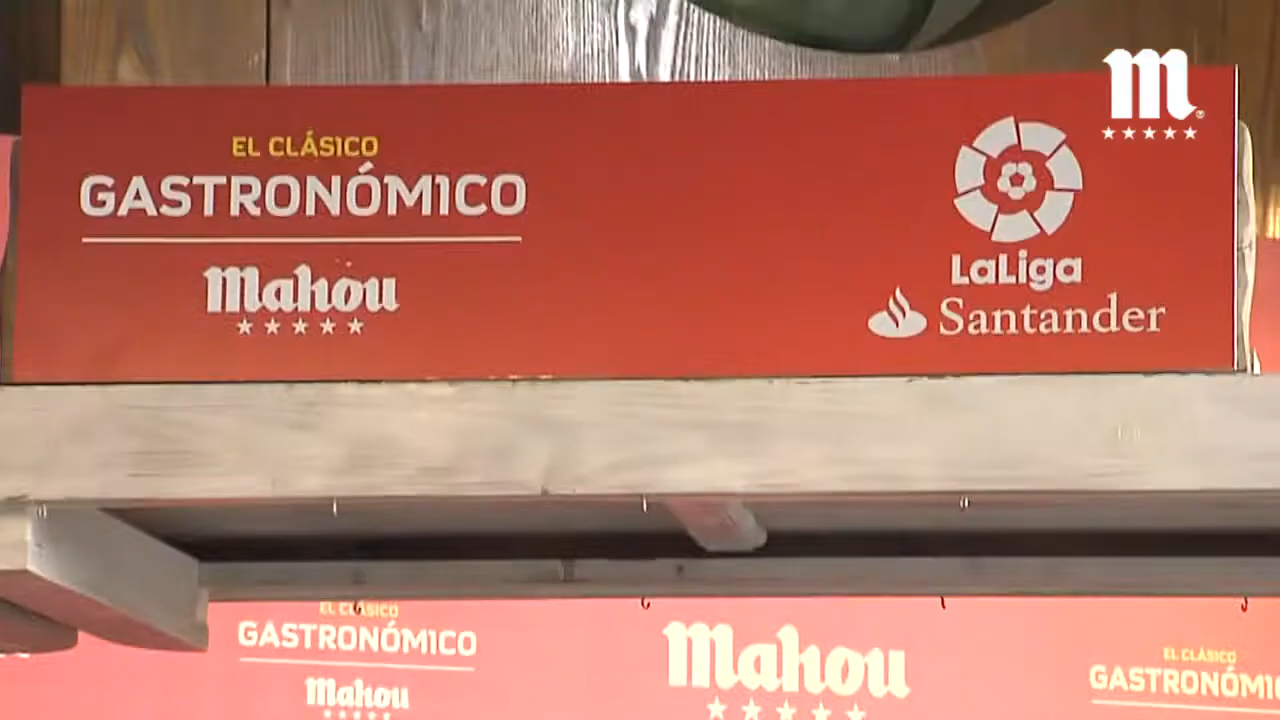 EL CLÁSICO
GASTRONÓMICO
Mahou
LaLiga
Santander
m
EL CLÁSICO
GASTRONÓMICO
Mahou
Mahou
EL CLÁSICO
GASTRONÓMIC